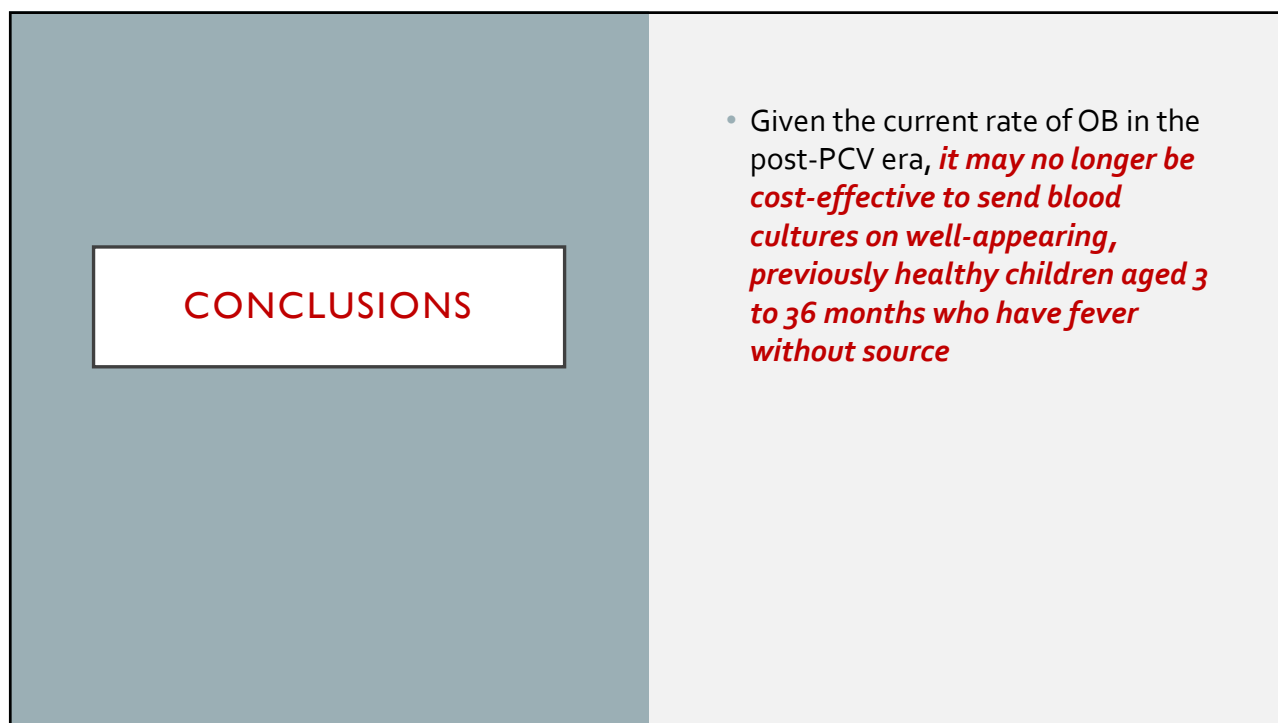 CONCLUSIONS
• Given the current rate of OB in the
post-PCV era, it may no longer be
cost-effective to send blood
cultures on well-appearing,
previously healthy children aged 3
to 36 months who have fever
without source